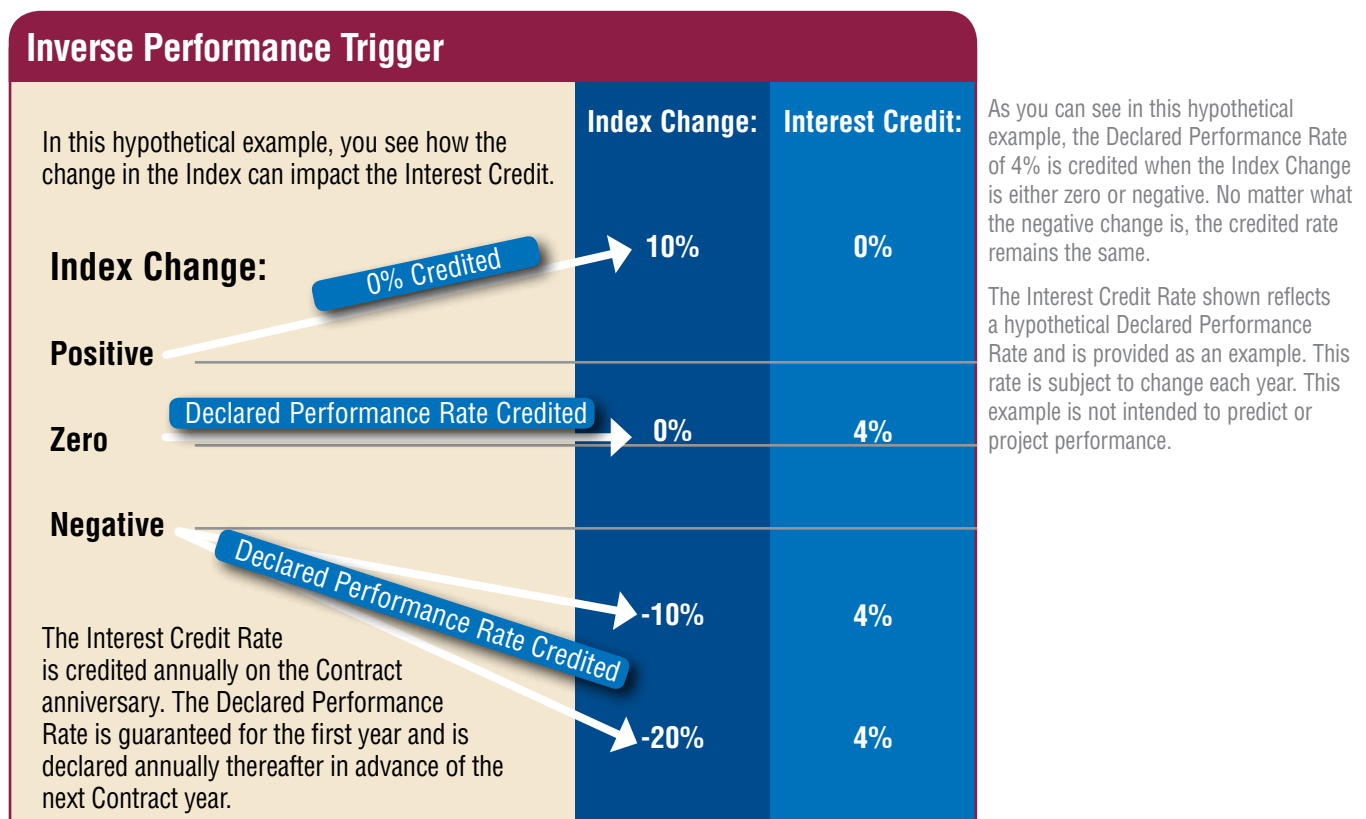 Inverse Performance Trigger
In this hypothetical example, you see how the
change in the Index can impact the Interest Credit.
Index Change:
Interest Credit:
Index Change:
0% Credited
10%
0%
Positive
Declared Performance Rate Credited
Zero
0%
4%
Negative
Declared Performance Rate Credited
-10%
4%
-20%
4%
The Interest Credit Rate
is credited annually on the Contract
anniversary. The Declared Performance
Rate is guaranteed for the first year and is
declared annually thereafter in advance of the
next Contract year.
As you can see in this hypothetical
example, the Declared Performance Rate
of 4% is credited when the Index Change
is either zero or negative. No matter what
the negative change is, the credited rate
remains the same.
The Interest Credit Rate shown reflects
a hypothetical Declared Performance
Rate and is provided as an example. This
rate is subject to change each year. This
example is not intended to predict or
project performance.